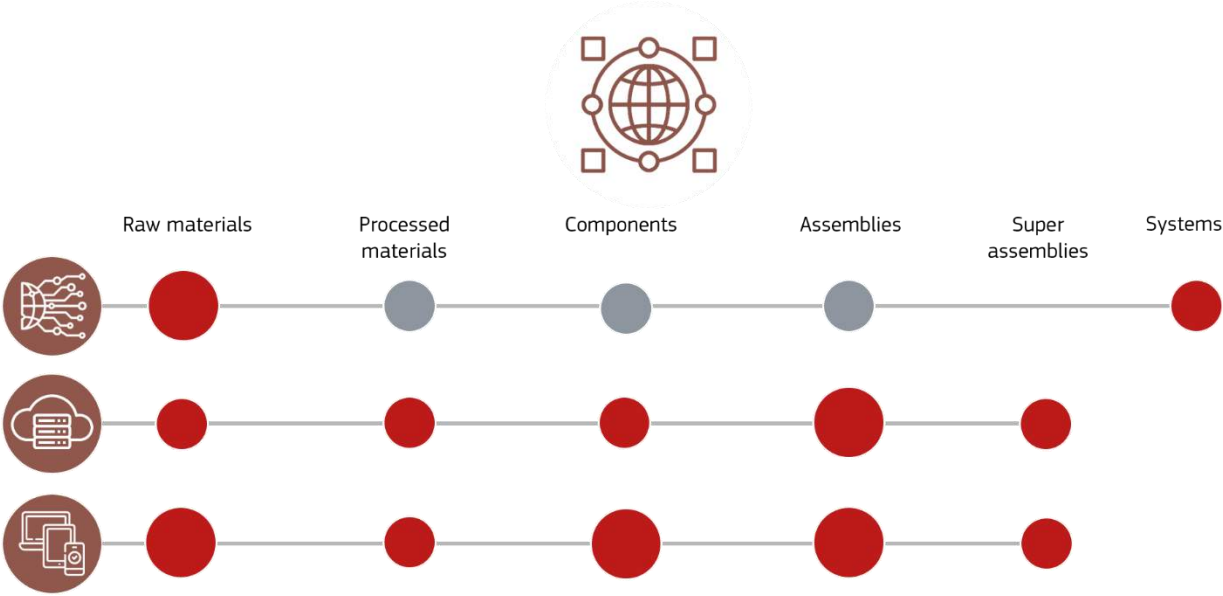 Raw materials
Processed
materials
Components
Assemblies
Super
assemblies
Systems